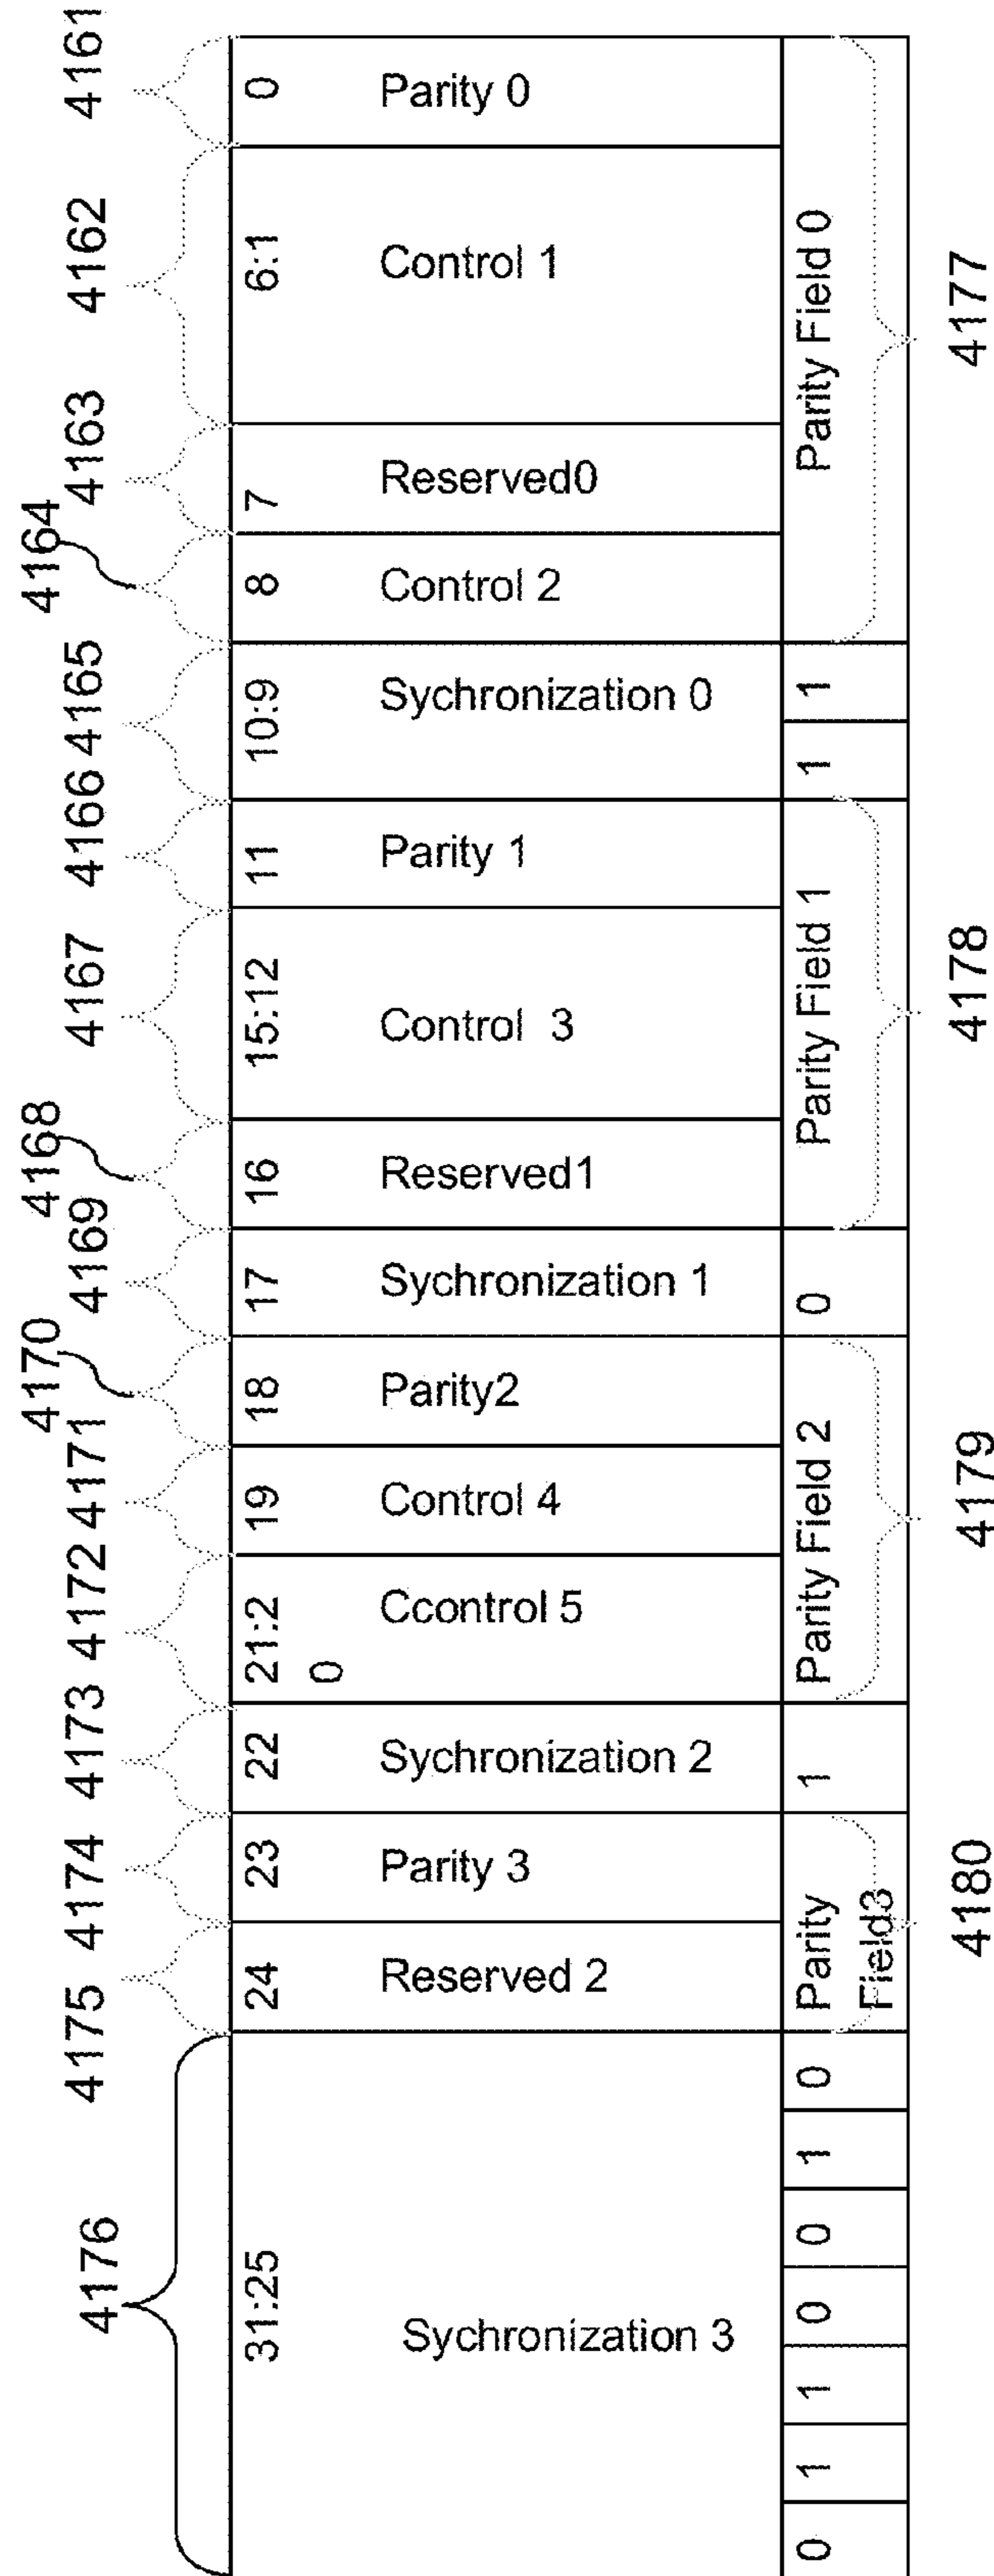 4161
0
Parity 0
4162
6:1
Control 1
4163
7
Reserved0
4164
8
Control 2
Parity Field 0
4177
4165
10:9
Sychronization 0
1
1
4166
11
Parity 1
4167
15:12
Control 3
4168
16
Reserved1
Parity Field 1
4178
4169
17
Sychronization 1
0
4170
18
Parity2
4171
19
Control 4
4172
21:2
0
Ccontrol 5
Parity Field 2
4179
4173
22
Sychronization 2
1
4174
23
Parity 3
4175
24
Reserved 2
Parity
Field3
4180
4176
31:25
Sychronization 3
0
1
0
0
1
1
0